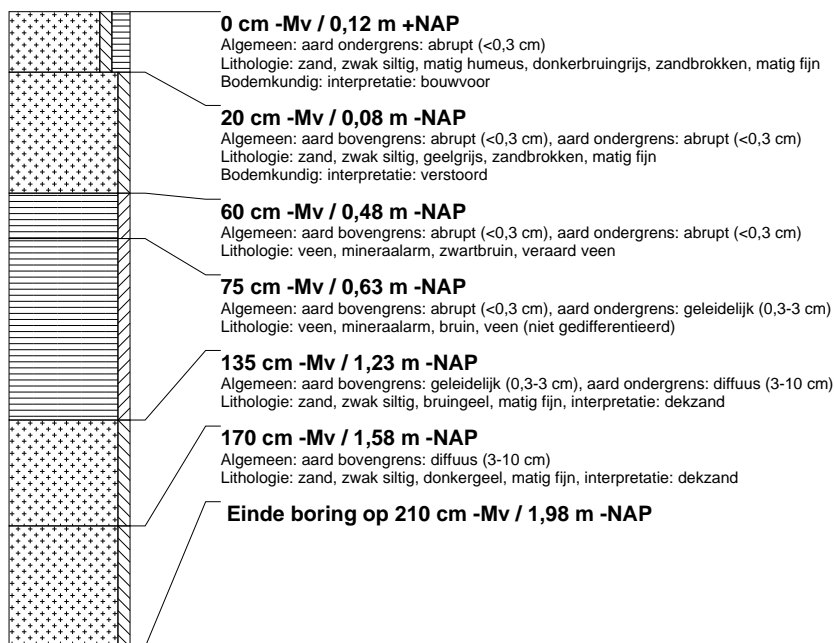 0 cm -Mv / 0,12 m +NAP
Algemeen: aard ondergrens: abrupt (<0,3 cm)
Lithologie: zand, zwak siltig, matig humeus, donkerbruingrijs, zandbrokken, matig fijn
Bodemkundig: interpretatie: bouwvoor
20 cm -Mv / 0,08 m -NAP
Algemeen: aard bovengrens: abrupt (<0,3 cm), aard ondergrens: abrupt (<0,3 cm)
Lithologie: zand, zwak siltig, geelgrijs, zandbrokken, matig fijn
Bodemkundig: interpretatie: verstoord
60 cm -Mv / 0,48 m -NAP
Algemeen: aard bovengrens: abrupt (<0,3 cm), aard ondergrens: abrupt (<0,3 cm)
Lithologie: veen, mineraalarm, zwartbruin, veraard veen
75 cm -Mv / 0,63 m -NAP
Algemeen: aard bovengrens: abrupt (<0,3 cm), aard ondergrens: geleidelijk (0,3-3 cm)
Lithologie: veen, mineraalarm, bruin, veen (niet gedifferentieerd)
135 cm -Mv / 1,23 m -NAP
Algemeen: aard bovengrens: geleidelijk (0,3-3 cm), aard ondergrens: diffuus (3-10 cm)
Lithologie: zand, zwak siltig, bruingeel, matig fijn, interpretatie: dekzand
170 cm -Mv / 1,58 m -NAP
Algemeen: aard bovengrens: diffuus (3-10 cm)
Lithologie: zand, zwak siltig, donkergeel, matig fijn, interpretatie: dekzand
Einde boring op 210 cm -Mv / 1,98 m -NAP